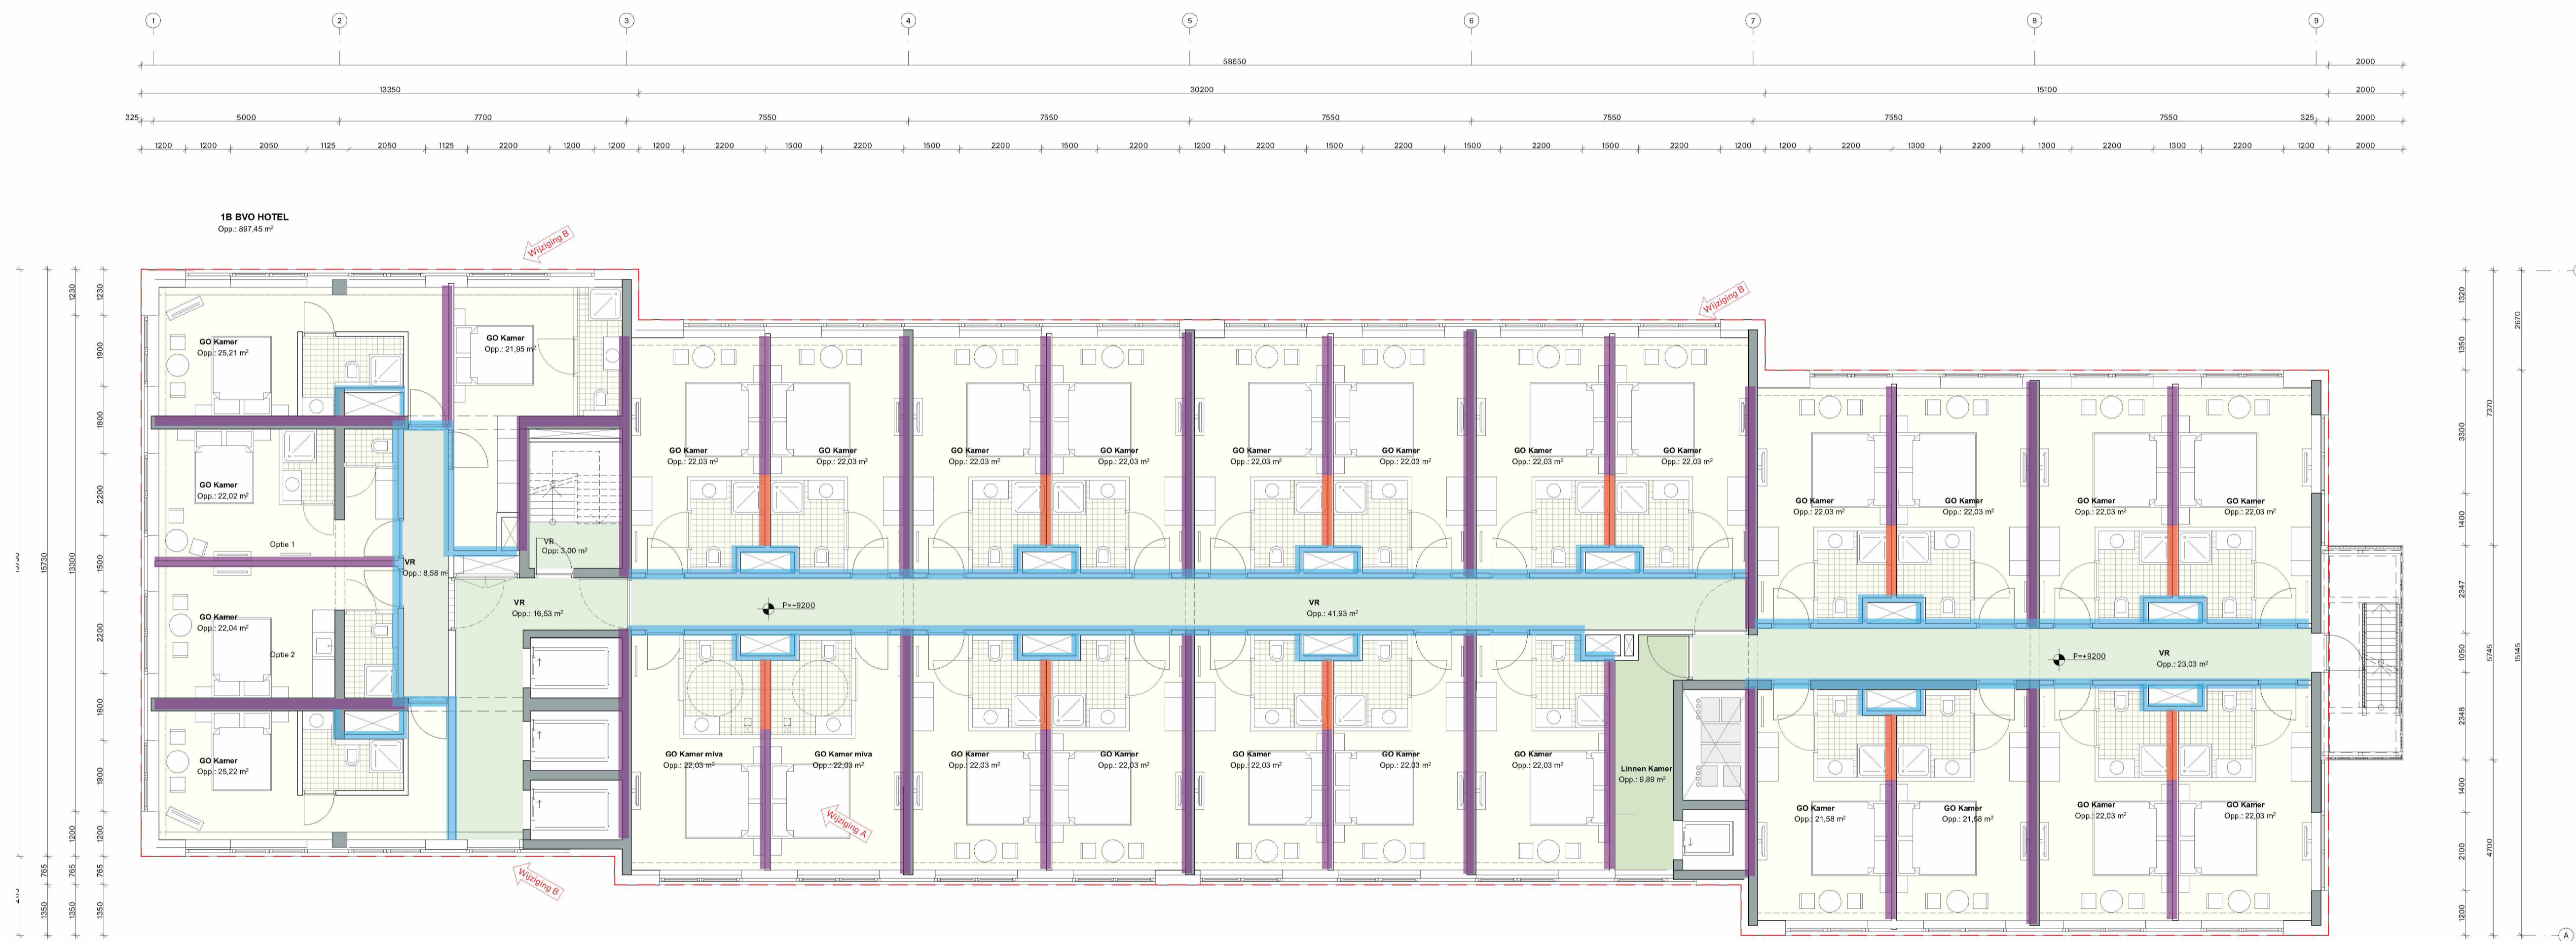 1 2 3 4 5 6 7 8 9
58650 2000
13350 30200 15100 2000
325 5000 7700 7550 7550 7550 7550 7550 7550 325 2000
1200 1200 2050 1125 2050 1125 2200 1200 1200 1200 2200 1500 2200 1500 2200 1500 2200 1200 2200 1500 2200 1500 2200 1500 2200 1200 1200 2200 1300 2200 1300 2200 1300 2200 1200 2000
1B BVO HOTEL
Opp.: 897,45 m²
Wijziging B
Wijziging B
GO Kamer
Opp.: 25,21 m²
GO Kamer
Opp.: 21,95 m²
GO Kamer
Opp.: 22,03 m²
GO Kamer
Opp.: 22,03 m²
GO Kamer
Opp.: 22,03 m²
GO Kamer
Opp.: 22,03 m²
GO Kamer
Opp.: 22,03 m²
GO Kamer
Opp.: 22,03 m²
GO Kamer
Opp.: 22,03 m²
GO Kamer
Opp.: 22,03 m²
GO Kamer
Opp.: 22,02 m²
GO Kamer
Opp.: 22,03 m²
GO Kamer
Opp.: 22,03 m²
GO Kamer
Opp.: 22,03 m²
GO Kamer
Opp.: 22,03 m²
Optie 1
VR
Opp.: 3,00 m²
VR
Opp.: 8,58 m
VR
Opp.: 16,53 m²
P=+9200
VR
Opp.: 41,93 m²
GO Kamer
Opp.: 22,04 m²
Optie 2
P=+9200
VR
Opp.: 23,03 m²
GO Kamer
Opp.: 25,22 m²
GO Kamer miva
Opp.: 22,03 m²
GO Kamer miva
Opp.: 22,03 m²
GO Kamer
Opp.: 22,03 m²
GO Kamer
Opp.: 22,03 m²
GO Kamer
Opp.: 22,03 m²
GO Kamer
Opp.: 22,03 m²
GO Kamer
Opp.: 22,03 m²
Linnen Kamer
Opp.: 9,89 m²
GO Kamer
Opp.: 21,58 m²
GO Kamer
Opp.: 21,58 m²
GO Kamer
Opp.: 22,03 m²
GO Kamer
Opp.: 22,03 m²
Wijziging A
Wijziging B
15730
1350 765
1230
13300
1200
765
1350
1230
1900
1800
2200
1500
2200
1800
1900
1200
765
1350
1320
1350
3300
1400
2347
1050
2348
1400
2100
1200
2670
7370
5745
4700
15145
A